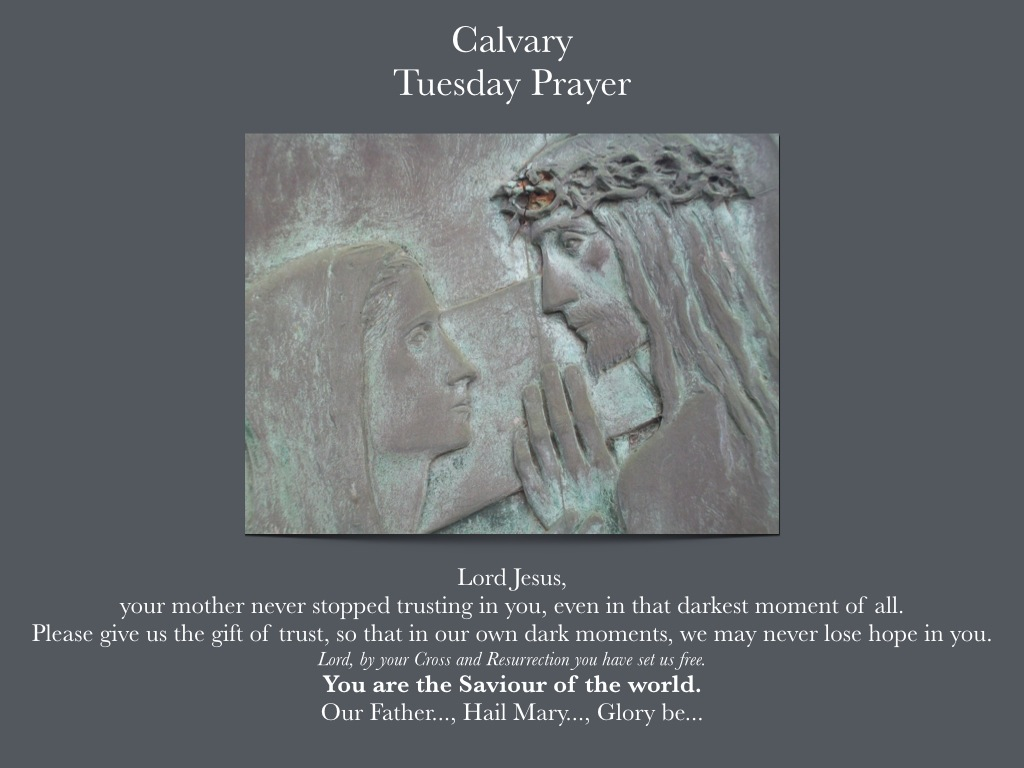 Calvary
Tuesday Prayer
Lord Jesus,
your mother never stopped trusting in you, even in that darkest moment of all.
Please give us the gift of trust, so that in our own dark moments, we may never lose hope in you.
Lord, by your Cross and Resurrection you have set us free.
You are the Saviour of the world.
Our Father..., Hail Mary..., Glory be...